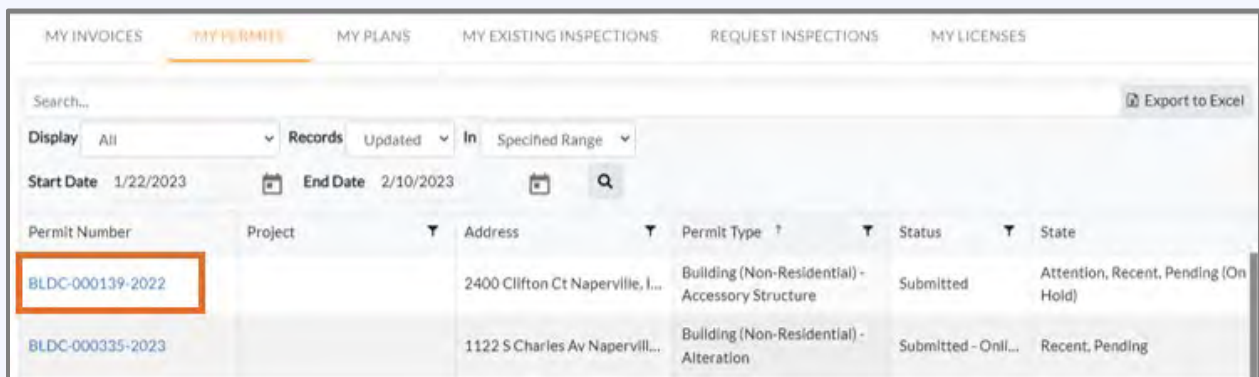 MY INVOICES MY PERMITS MY PLANS MY EXISTING INSPECTIONS REQUEST INSPECTIONS MY LICENSES
Search... Export to Excel
Display All Records Updated In Specified Range
Start Date 1/22/2023 End Date 2/10/2023
Permit Number Project Address Permit Type ↑ Status State
BLDC-000139-2022 2400 Clifton Ct Naperville, I... Building (Non-Residential) - Accessory Structure Submitted Attention, Recent, Pending (On Hold)
BLDC-000335-2023 1122 S Charles Av Napervill... Building (Non-Residential) - Alteration Submitted - Onli... Recent, Pending